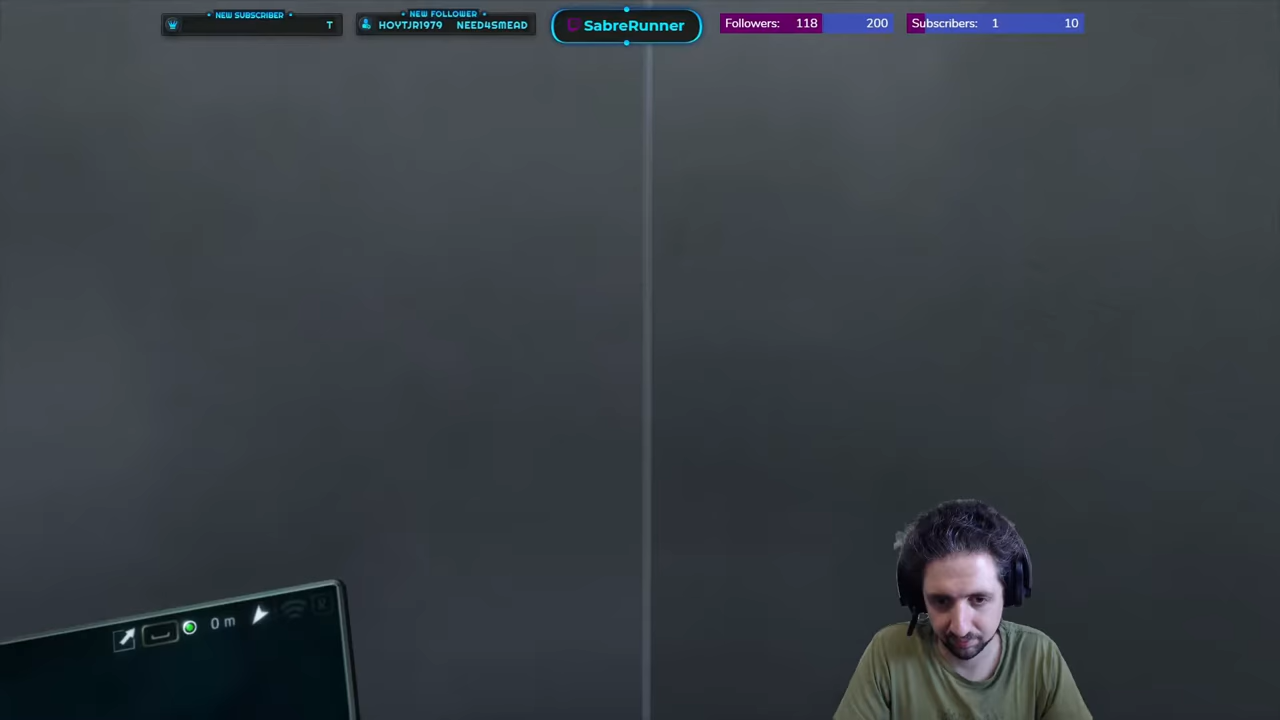 NEW SUBSCRIBER
T
NEW FOLLOWER
HOYTJR1979 NEED4SMEAD
SabreRunner
Followers: 118 200
Subscribers: 1 10
0 m